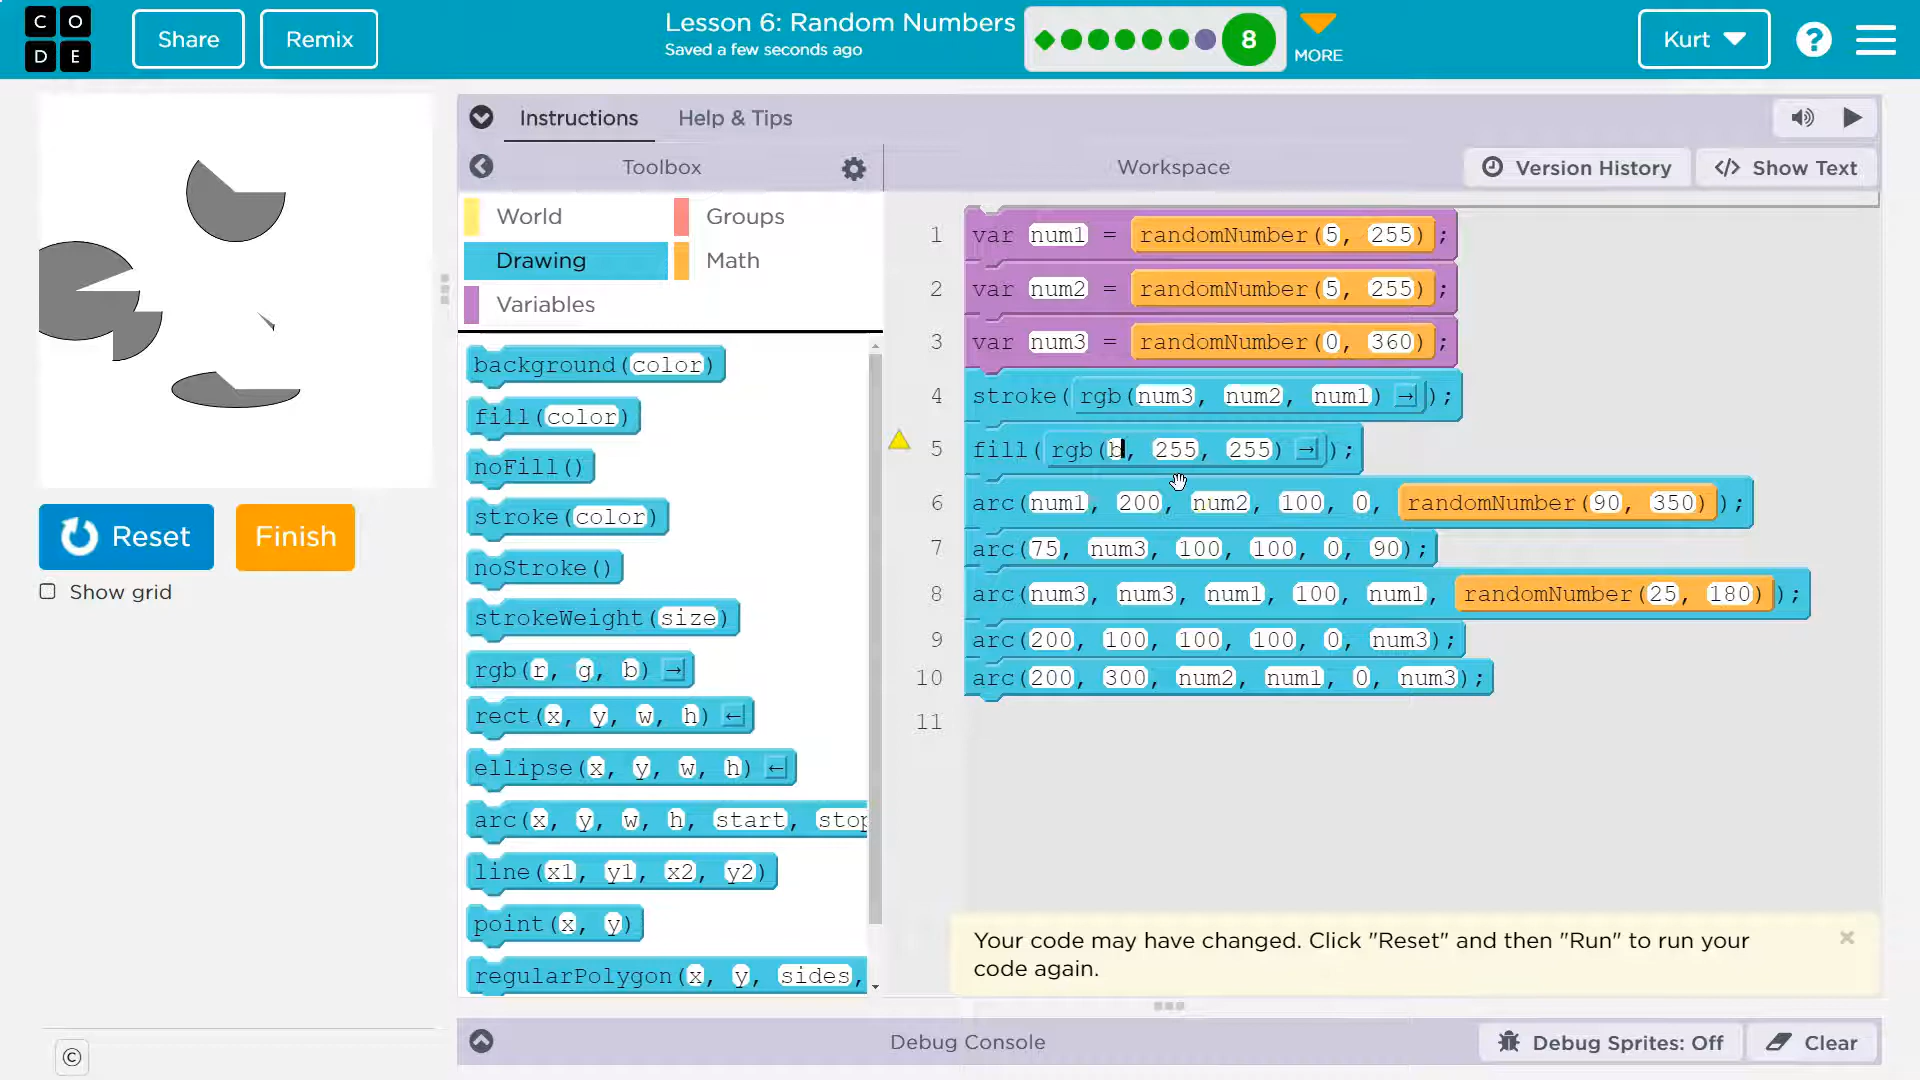 CODE
Share
Remix
Lesson 6: Random Numbers
Saved a few seconds ago
8
MORE
Kurt
?
Instructions
Help & Tips
Toolbox
Workspace
Version History
</> Show Text
World
Groups
Drawing
Math
Variables
background(color)
fill(color)
noFill()
stroke(color)
noStroke()
strokeWeight(size)
rgb(r, g, b)
rect(x, y, w, h)
ellipse(x, y, w, h)
arc(x, y, w, h, start, stop
line(x1, y1, x2, y2)
point(x, y)
regularPolygon(x, y, sides,
1 var num1 = randomNumber(5, 255);
2 var num2 = randomNumber(5, 255);
3 var num3 = randomNumber(0, 360);
4 stroke(rgb(num3, num2, num1));
5 fill(rgb(b, 255, 255));
6 arc(num1, 200, num2, 100, 0, randomNumber(90, 350));
7 arc(75, num3, 100, 100, 0, 90);
8 arc(num3, num3, num1, 100, num1, randomNumber(25, 180));
9 arc(200, 100, 100, 100, 0, num3);
10 arc(200, 300, num2, num1, 0, num3);
11
Reset
Finish
Show grid
Your code may have changed. Click "Reset" and then "Run" to run your
code again.
©
Debug Console
Debug Sprites: Off
Clear